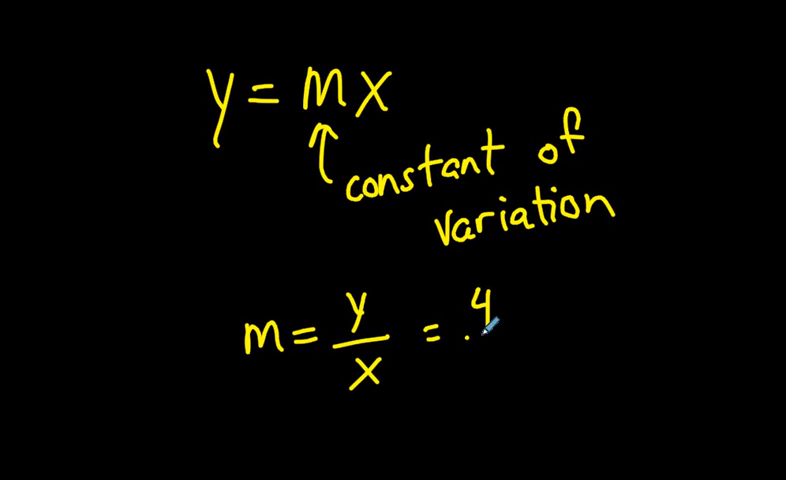 y = mx
constant of
variation
m = y/x = 4